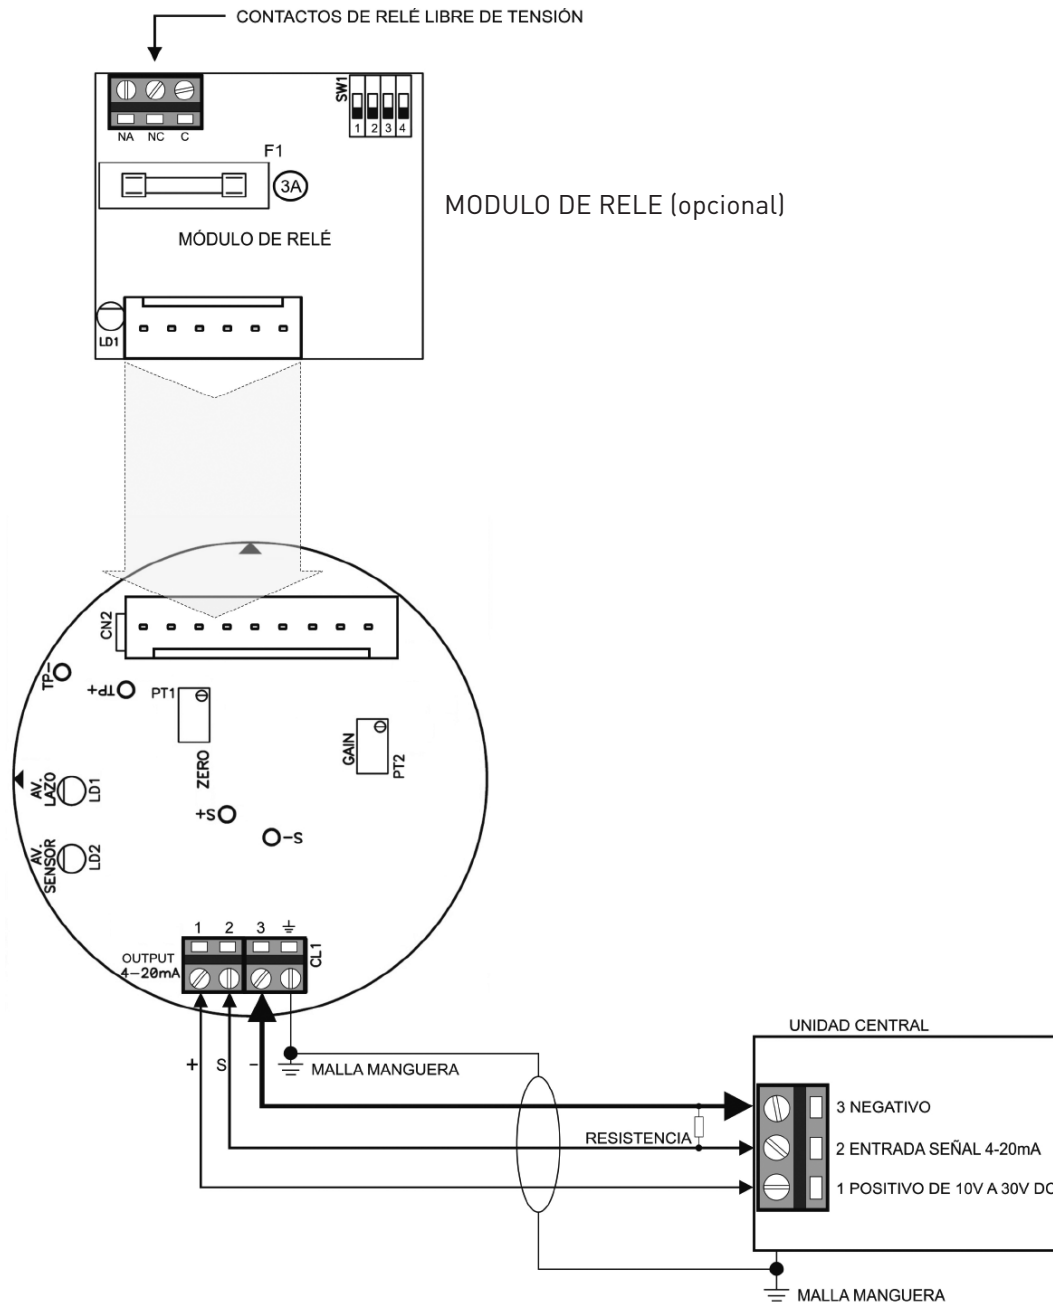 CONTACTOS DE RELÉ LIBRE DE TENSIÓN
SW1
1 2 3 4
NA NC C
F1
3A
MODULO DE RELE (opcional)
MÓDULO DE RELÉ
LD1
CN2
TP-
TP+
PT1
ZERO
GAIN
PT2
AV.
LAZO
LD1
S+
S-
AV.
SENSOR
LD2
1 2 3
CL1
OUTPUT
4-20mA
+ S -
MALLA MANGUERA
UNIDAD CENTRAL
3 NEGATIVO
RESISTENCIA
2 ENTRADA SEÑAL 4-20mA
1 POSITIVO DE 10V A 30V DC
MALLA MANGUERA